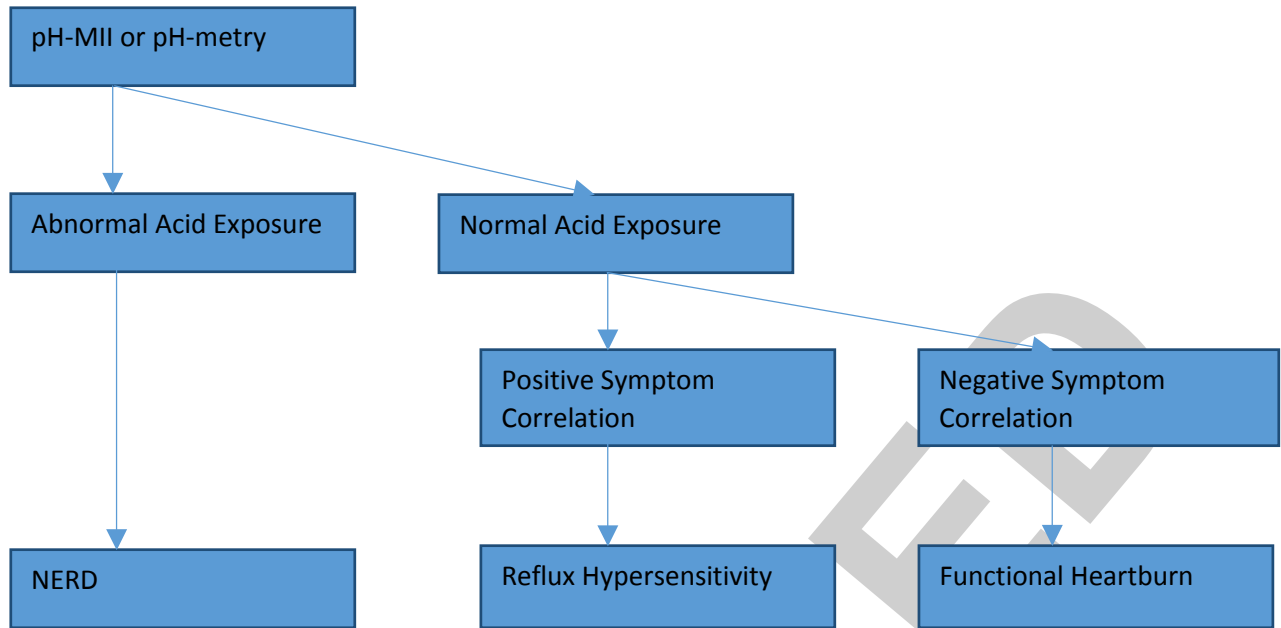 pH-MII or pH-metry
Abnormal Acid Exposure
Normal Acid Exposure
Positive Symptom
Correlation
Negative Symptom
Correlation
NERD
Reflux Hypersensitivity
Functional Heartburn
ED